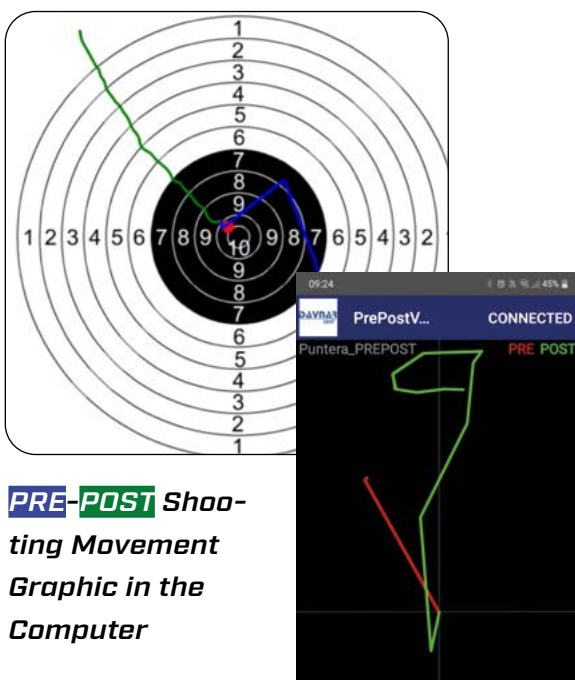 1
2
3
4
5
6
7
8
9
1 2 3 4 5 6 7 8 9 10 9 8 7 6 5 4 3 2
9
8
7
6
5
4
3
2
1
09:24 45%
DAVNAR PrePostV... CONNECTED
Puntera_PREPOST PRE POST
PRE-POST Shoo-
ting Movement
Graphic in the
Computer